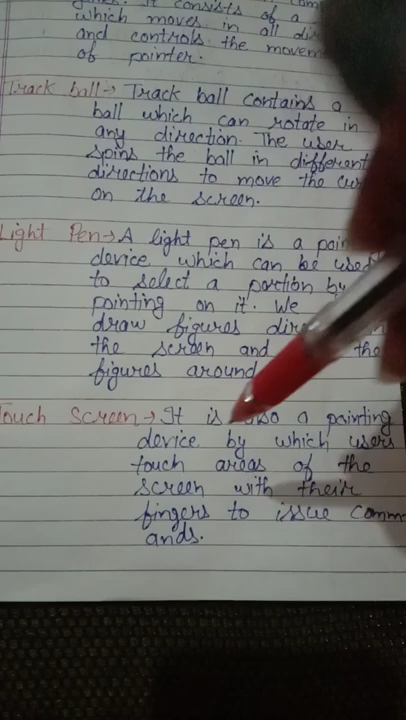 games. It consists of a
which moves in all
and controls the
of pointer.
Track ball → Track ball contains a
ball which can rotate in
any direction. The user
spins the ball in different
directions to move the
on the screen.
Light Pen → A light pen is a
device which can be used
to select a portion by
pointing on it. We
draw figures
the screen and the
figures around
Touch Screen → It is a pointing
device by which users
touch areas of the
screen with their
fingers to issue comm-
ands.